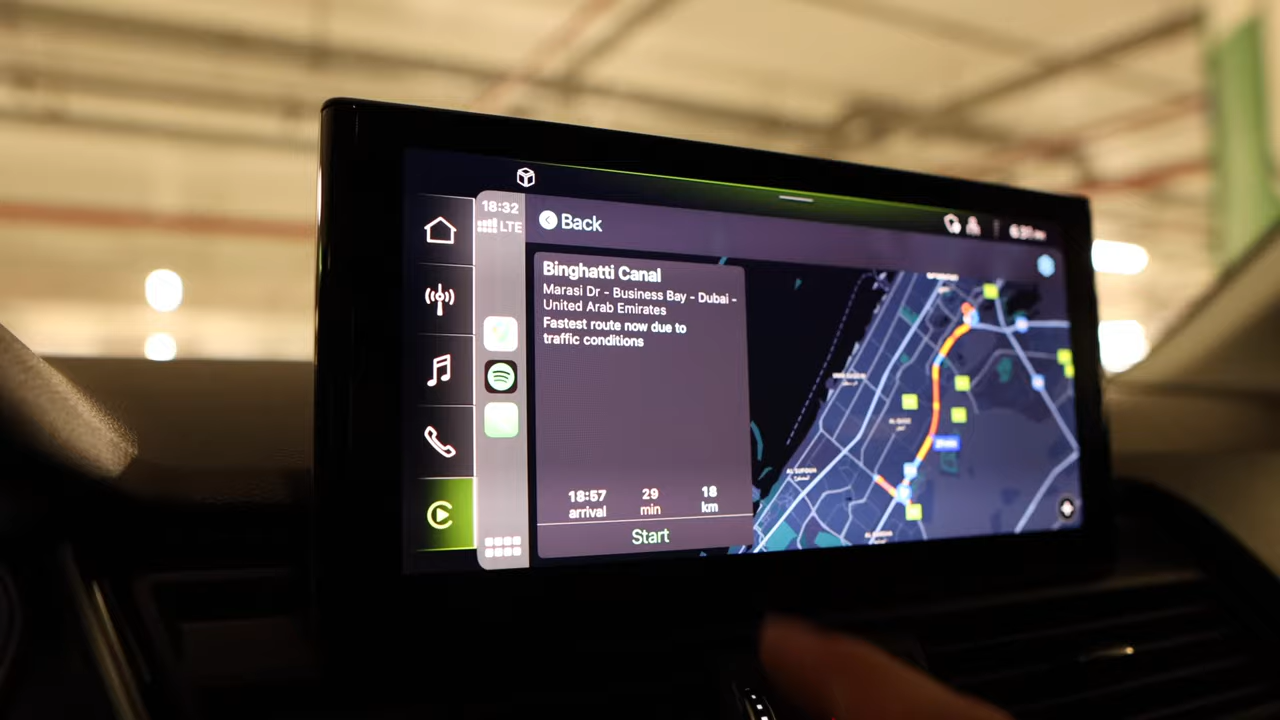 18:32
LTE
Back
Binghatti Canal
Marasi Dr - Business Bay - Dubai -
United Arab Emirates
Fastest route now due to
traffic conditions
18:57
arrival
29
min
18
km
Start